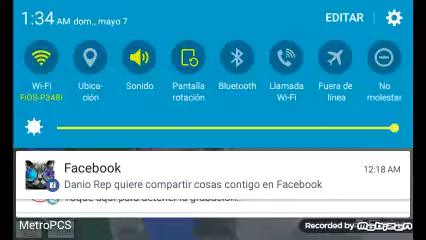 1:34 AM dom., mayo 7
EDITAR
Wi-Fi
FiOS-P348I
Ubica-
ción
Sonido
Pantalla
rotación
Bluetooth
Llamada
Wi-Fi
Fuera de
línea
No
molestar
Facebook
12:18 AM
Danio Rep quiere compartir cosas contigo en Facebook
Toque aquí para detener la grabación.
MetroPCS
Recorded by